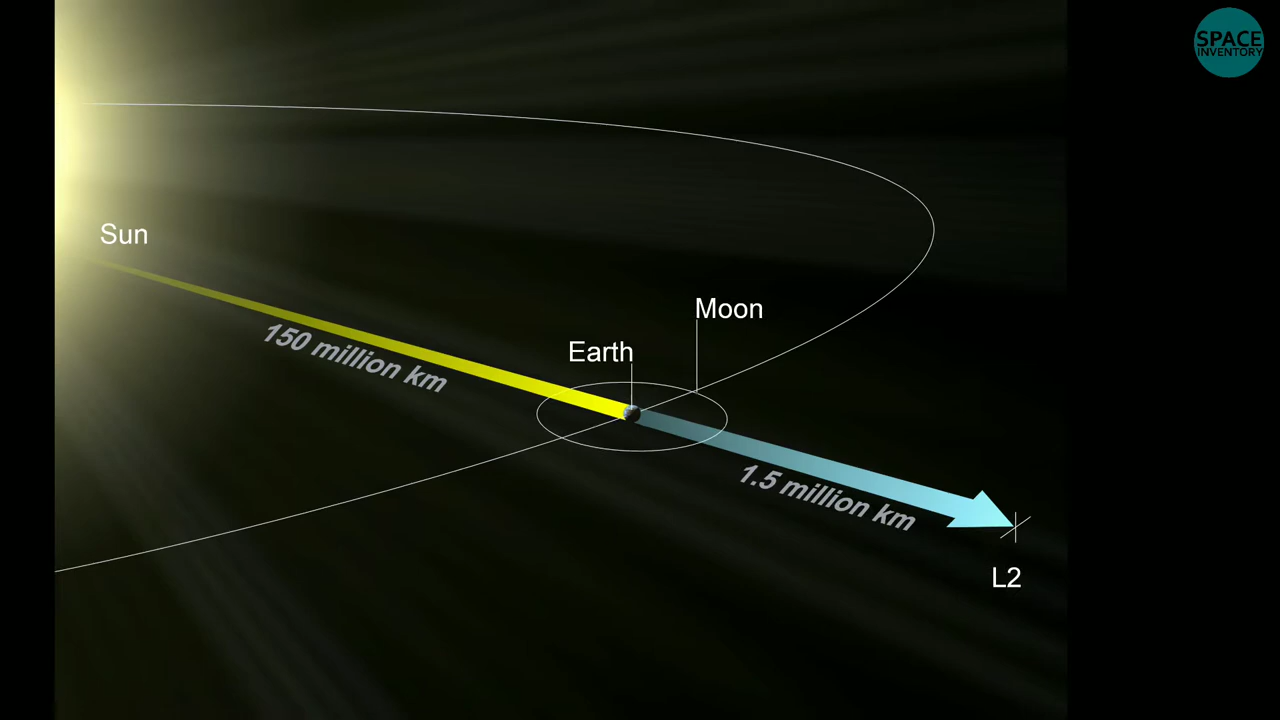 SPACE
INVENTORY
Sun
Moon
Earth
150 million km
1.5 million km
L2